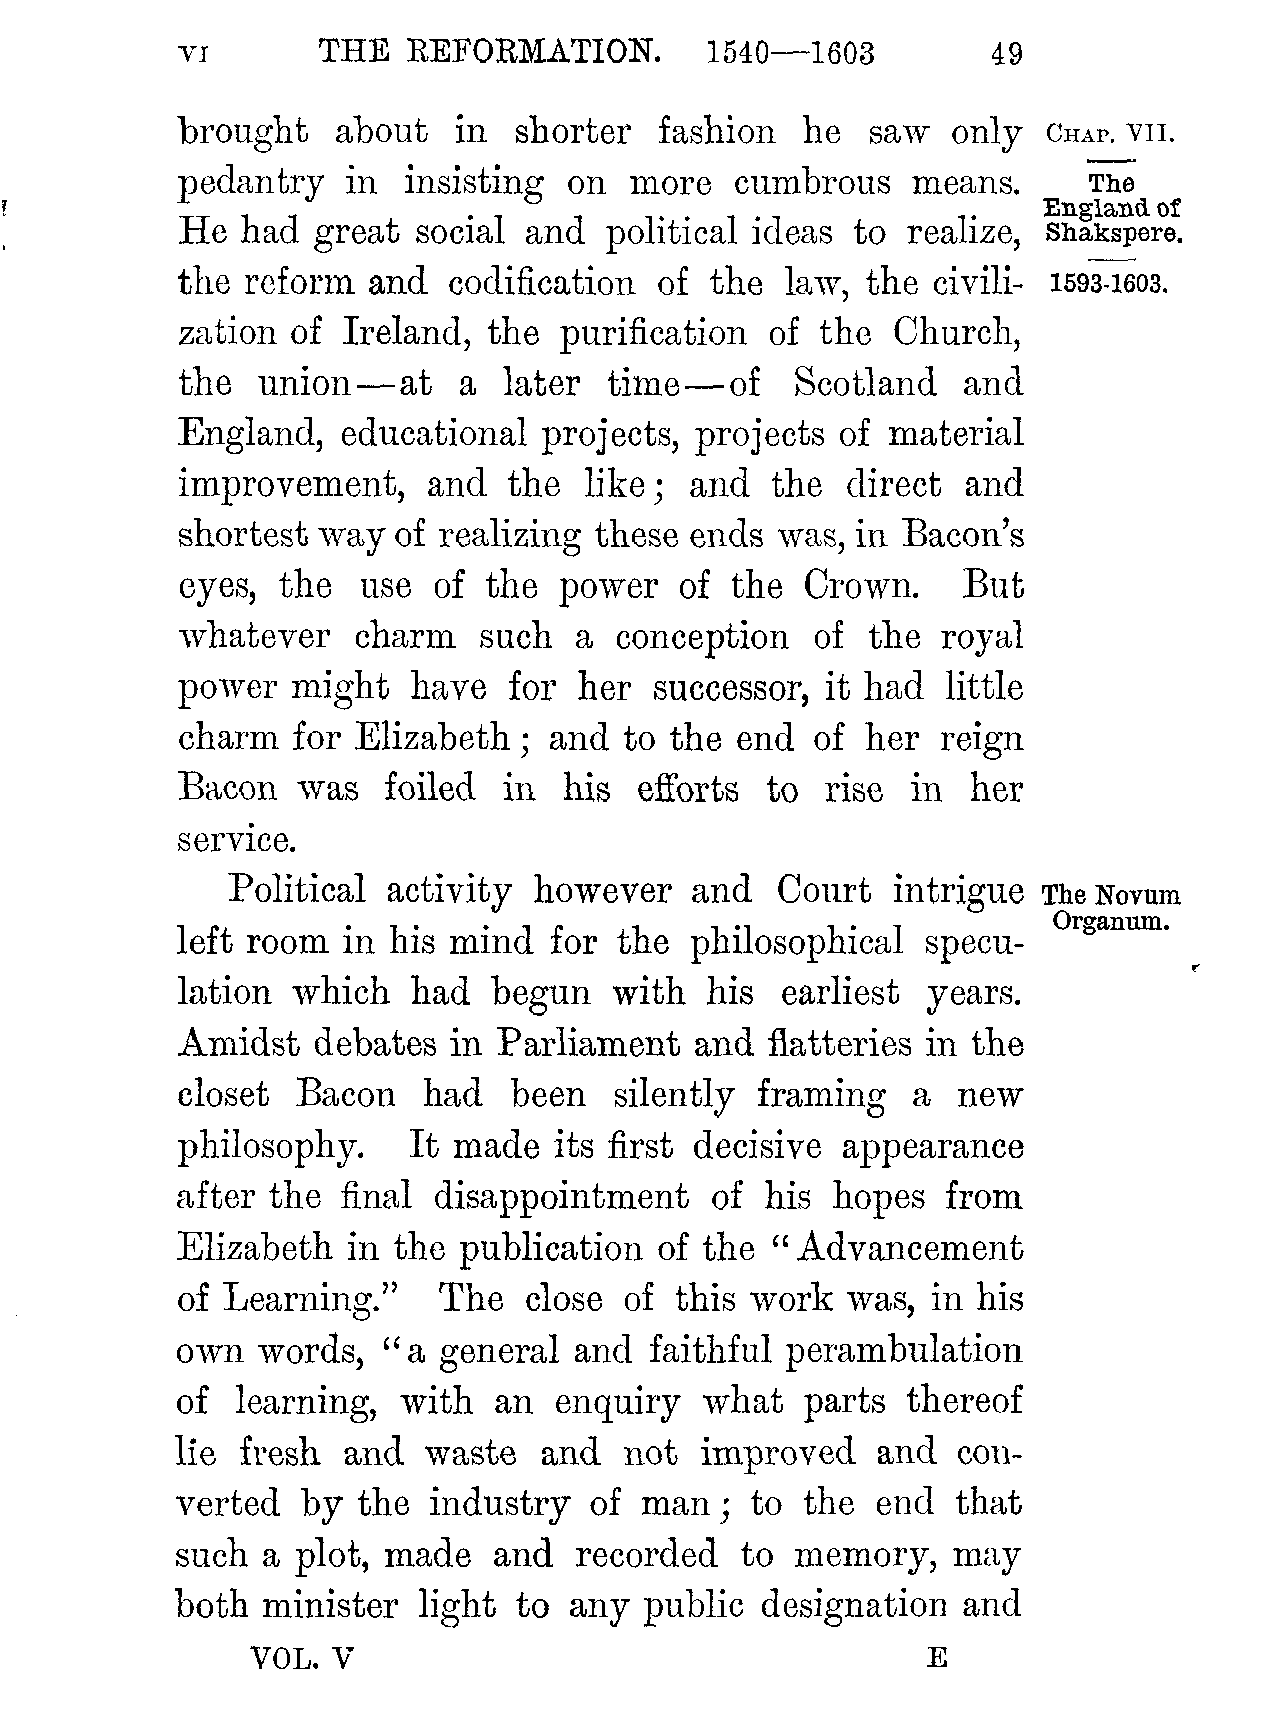 VI THE REFORMATION. 1540—1603 49
brought about in shorter fashion he saw only
pedantry in insisting on more cumbrous means.
He had great social and political ideas to realize,
the reform and codification of the law, the civili-
zation of Ireland, the purification of the Church,
the union—at a later time—of Scotland and
England, educational projects, projects of material
improvement, and the like; and the direct and
shortest way of realizing these ends was, in Bacon's
eyes, the use of the power of the Crown. But
whatever charm such a conception of the royal
power might have for her successor, it had little
charm for Elizabeth; and to the end of her reign
Bacon was foiled in his efforts to rise in her
service.
CHAP. VII.
The
England of
Shakspere.
1593-1603.
Political activity however and Court intrigue
left room in his mind for the philosophical specu-
lation which had begun with his earliest years.
Amidst debates in Parliament and flatteries in the
closet Bacon had been silently framing a new
philosophy. It made its first decisive appearance
after the final disappointment of his hopes from
Elizabeth in the publication of the "Advancement
of Learning." The close of this work was, in his
own words, "a general and faithful perambulation
of learning, with an enquiry what parts thereof
lie fresh and waste and not improved and con-
verted by the industry of man; to the end that
such a plot, made and recorded to memory, may
both minister light to any public designation and
The Novum
Organum.
VOL. V E